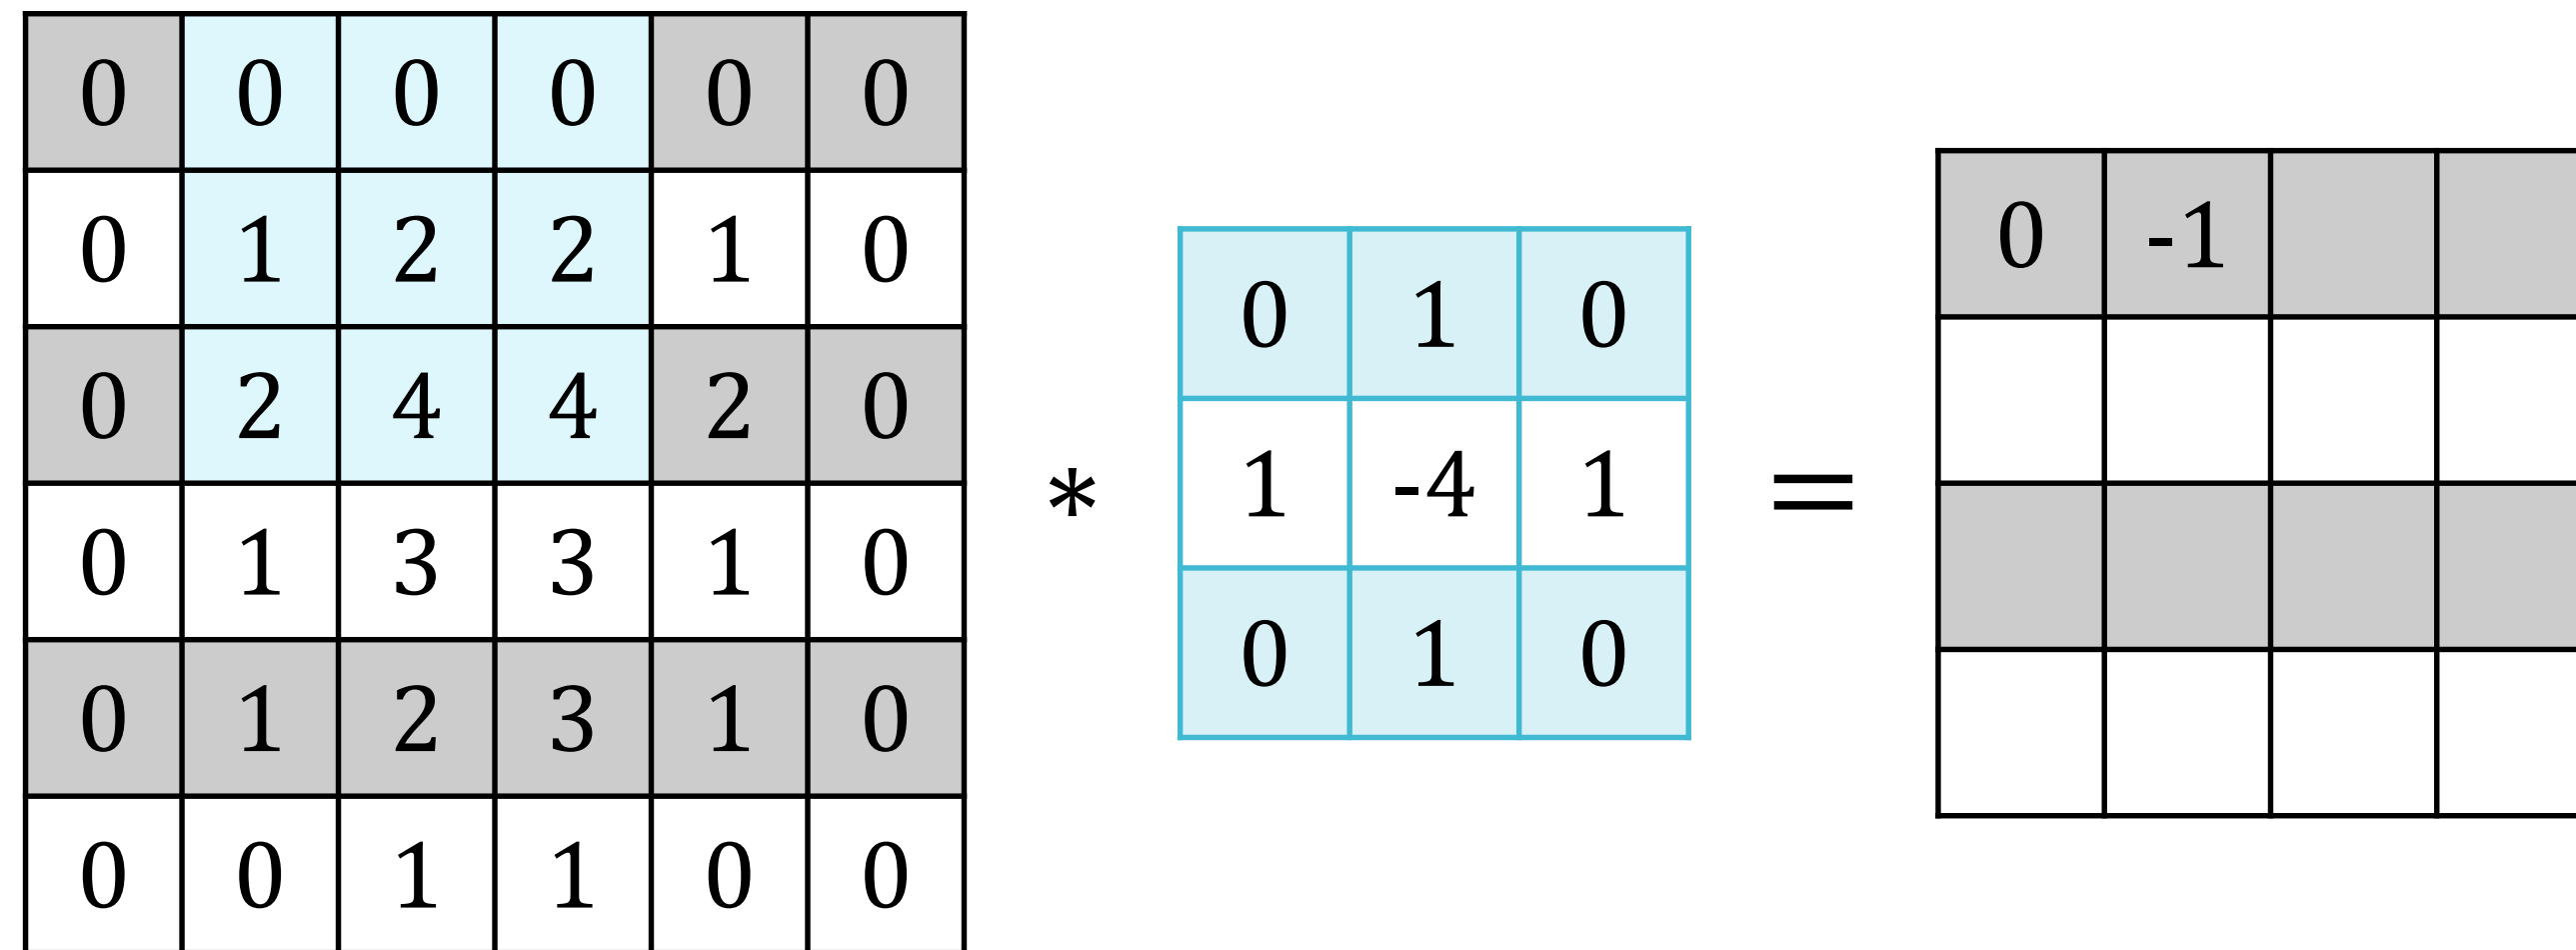 0 0 0 0 0 0
0 1 2 2 1 0
0 2 4 4 2 0
0 1 3 3 1 0
0 1 2 3 1 0
0 0 1 1 0 0
*
0 1 0
1 -4 1
0 1 0
=
0 -1